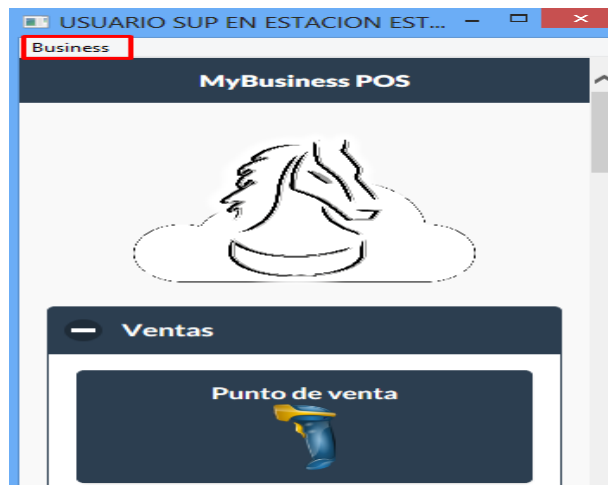 USUARIO SUP EN ESTACION EST...
Business
MyBusiness POS
Ventas
Punto de venta